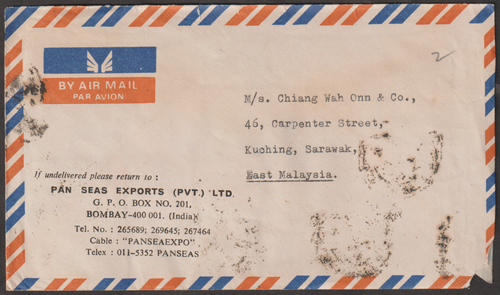 2
BY AIR MAIL
PAR AVION
M/s. Chiang Wah Onn & Co.,
46, Carpenter Street,
Kuching, Sarawak,
East Malaysia.
If undelivered please return to :
PAN SEAS EXPORTS (PVT.) LTD.
G. P. O. BOX NO. 201,
BOMBAY-400 001. (India)
Tel. No. : 265689; 269645; 267464
Cable : "PANSEAEXPO"
Telex : 011-5352 PANSEAS